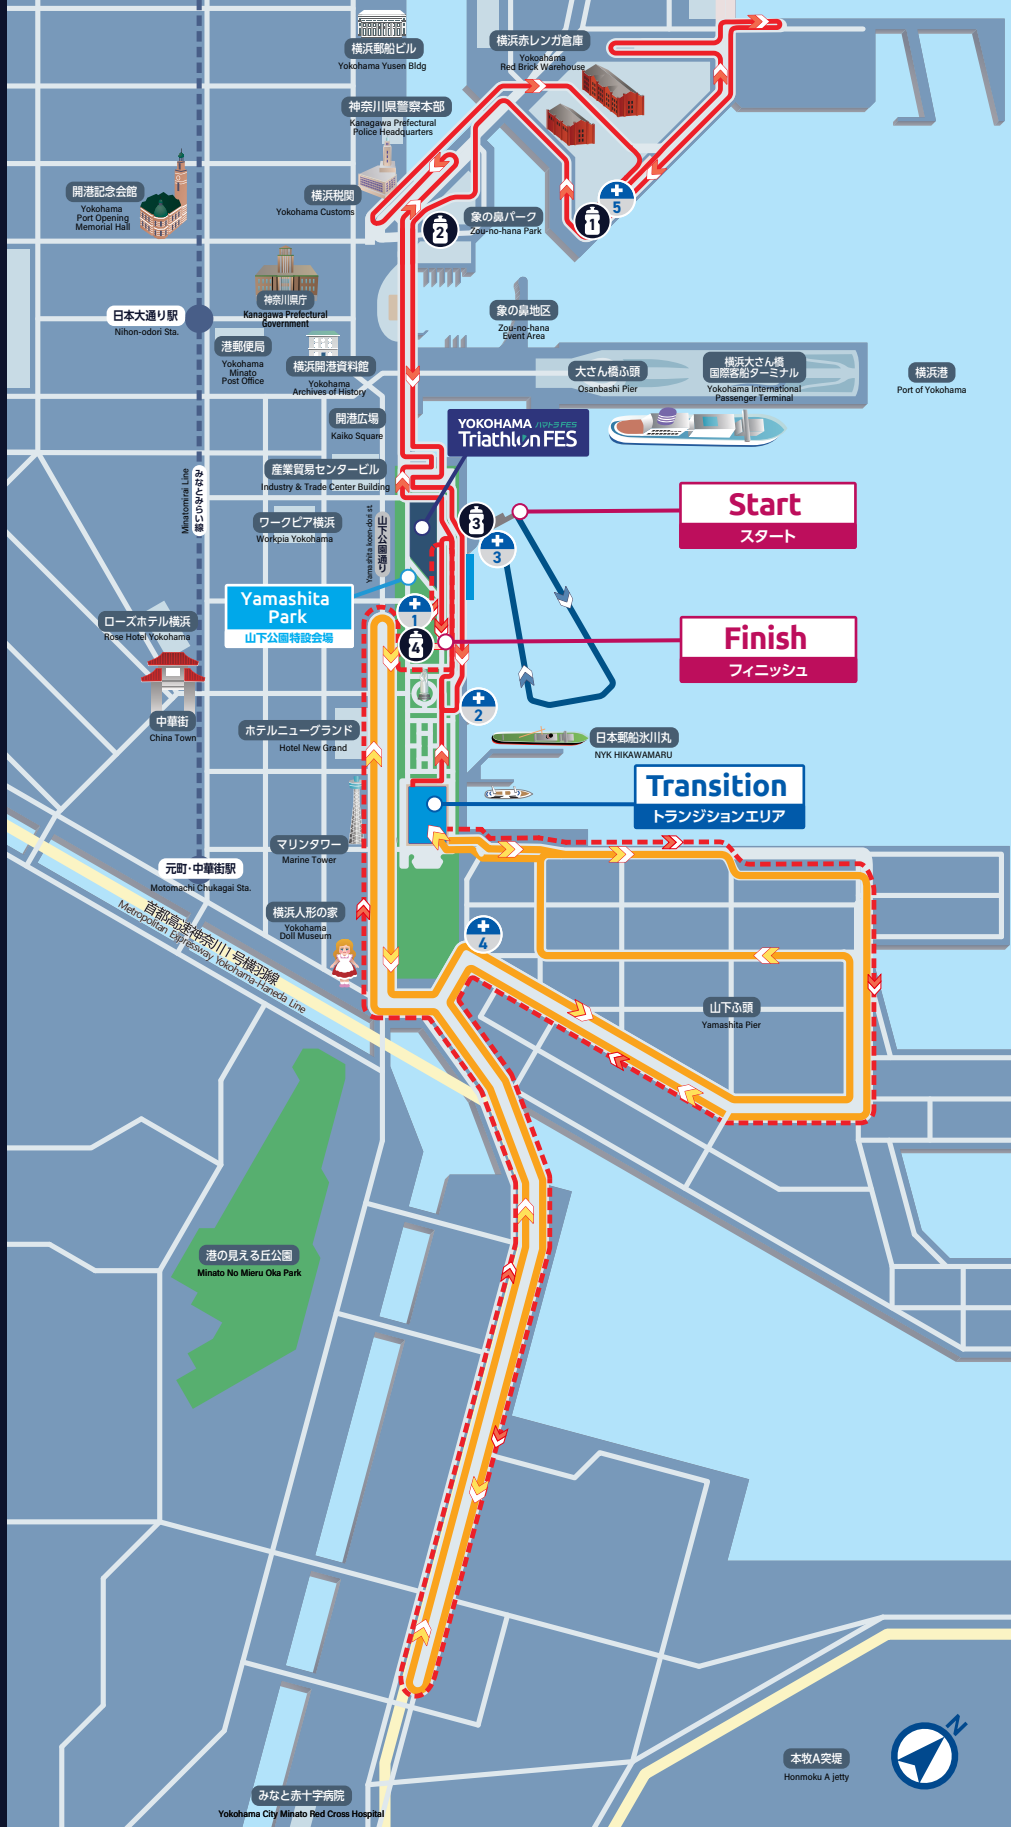 横浜郵船ビル
Yokohama Yusen Bldg
横浜赤レンガ倉庫
Yokoahama
Red Brick Warehouse
神奈川県警察本部
Kanagawa Prefectural
Police Headquarters
開港記念会館
Yokohama
Port Opening
Memorial Hall
横浜税関
Yokohama Customs
5
1
2
象の鼻パーク
Zou-no-hana Park
神奈川県庁
Kanagawa Prefectural
Government
日本大通り駅
Nihon-odori Sta.
象の鼻地区
Zou-no-hana
Event Area
港郵便局
Yokohama
Minato
Post Office
横浜開港資料館
Yokohama
Archives of History
大さん橋ふ頭
Osanbashi Pier
横浜大さん橋
国際客船ターミナル
Yokohama International
Passenger Terminal
横浜港
Port of Yokohama
開港広場
Kaiko Square
YOKOHAMA ハマトラFES
Triathlon FES
産業貿易センタービル
Industry & Trade Center Building
みなとみらい線
Minatomirai Line
ワークピア横浜
Workpia Yokohama
山下公園通り
Yamashita koen-dori st.
3
3
Start
スタート
Yamashita
Park
山下公園特設会場
1
4
ローズホテル横浜
Rose Hotel Yokohama
Finish
フィニッシュ
中華街
China Town
2
ホテルニューグランド
Hotel New Grand
日本郵船氷川丸
NYK HIKAWAMARU
Transition
トランジションエリア
マリンタワー
Marine Tower
元町・中華街駅
Motomachi Chukagai Sta.
横浜人形の家
Yokohama
Doll Museum
4
首都高速神奈川1号横羽線
Metropolitan Expressway Yokohama-Haneda Line
山下ふ頭
Yamashita Pier
港の見える丘公園
Minato No Mieru Oka Park
N
本牧A突堤
Honmoku A jetty
みなと赤十字病院
Yokohama City Minato Red Cross Hospital